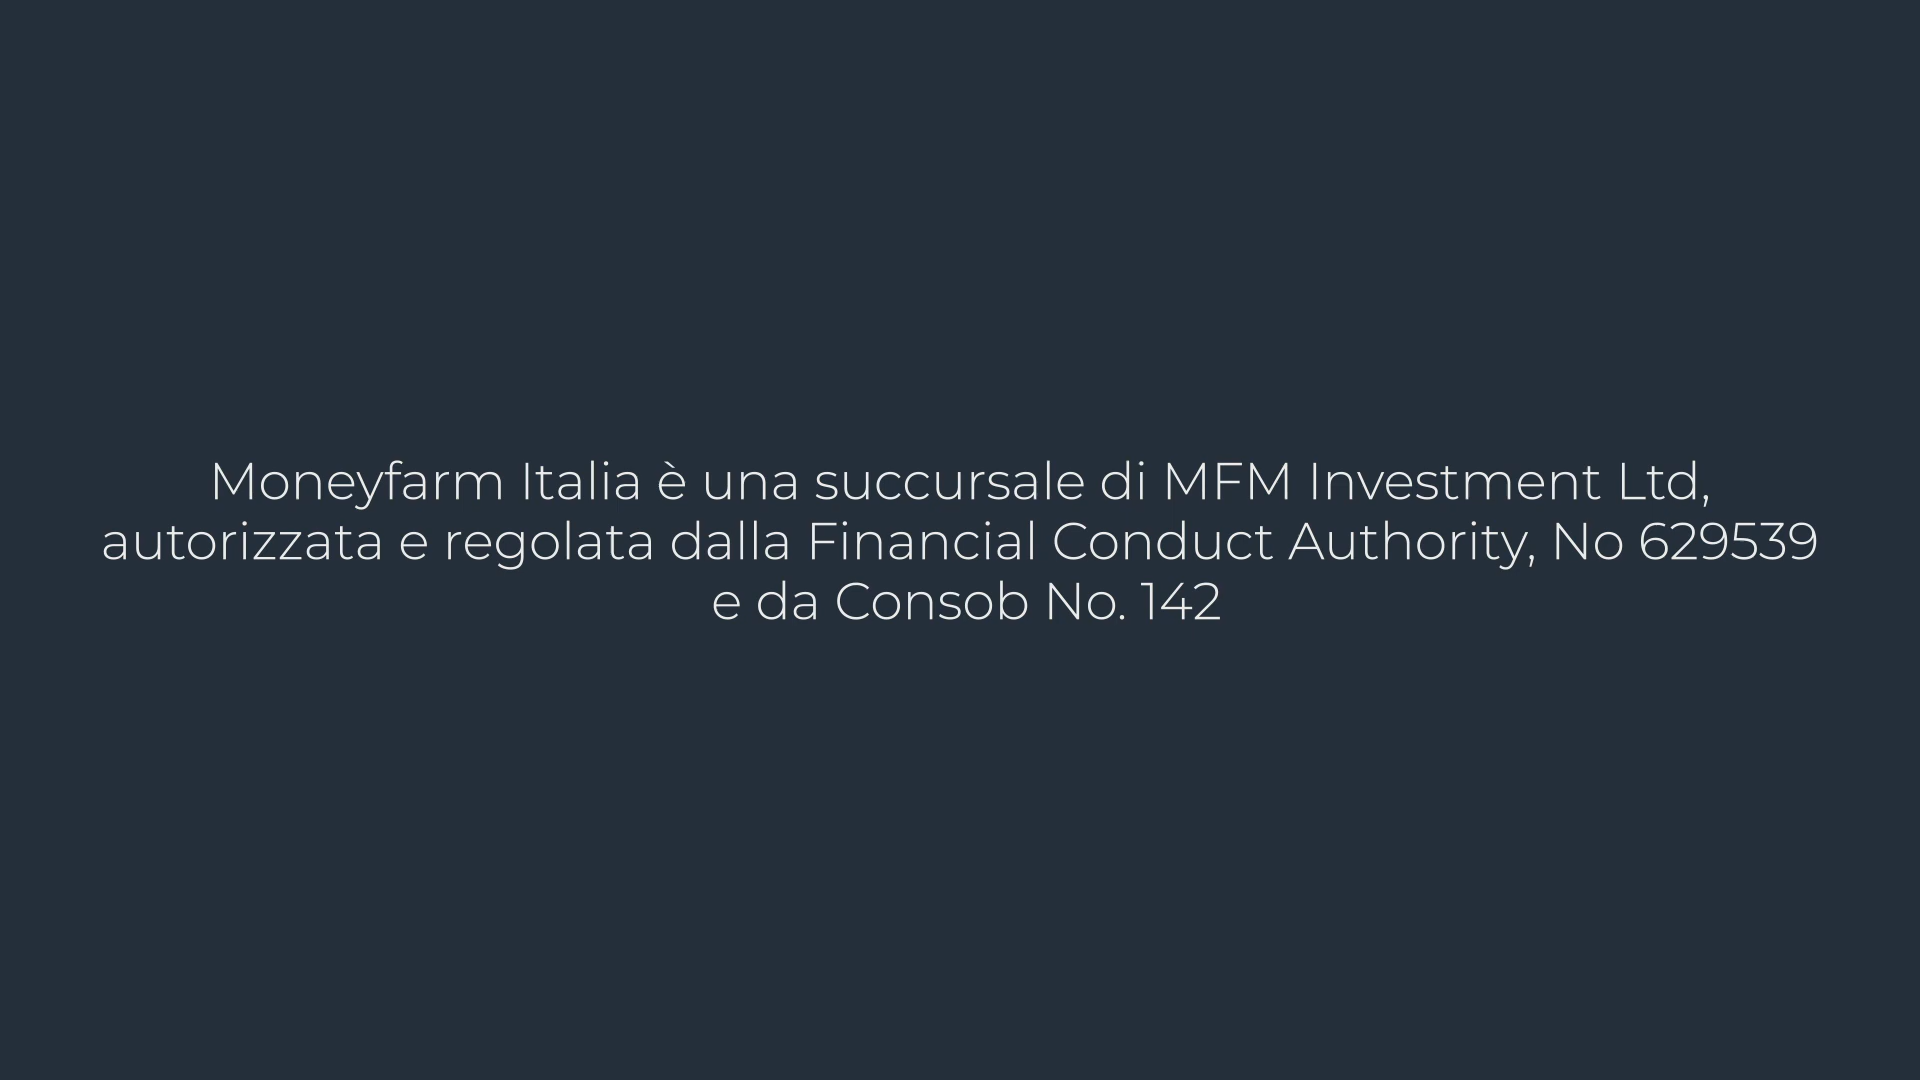 Moneyfarm Italia è una succursale di MFM Investment Ltd,
autorizzata e regolata dalla Financial Conduct Authority, No 629539
e da Consob No. 142